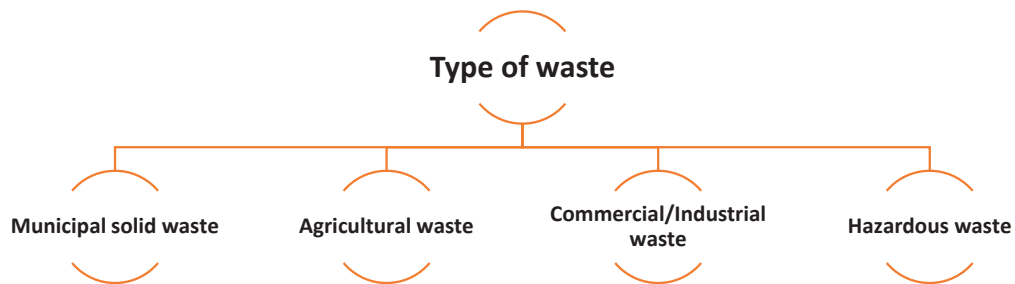 Type of waste
Municipal solid waste
Agricultural waste
Commercial/Industrial
waste
Hazardous waste